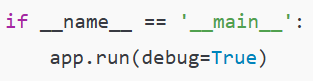 if __name__ == '__main__':
    app.run(debug=True)